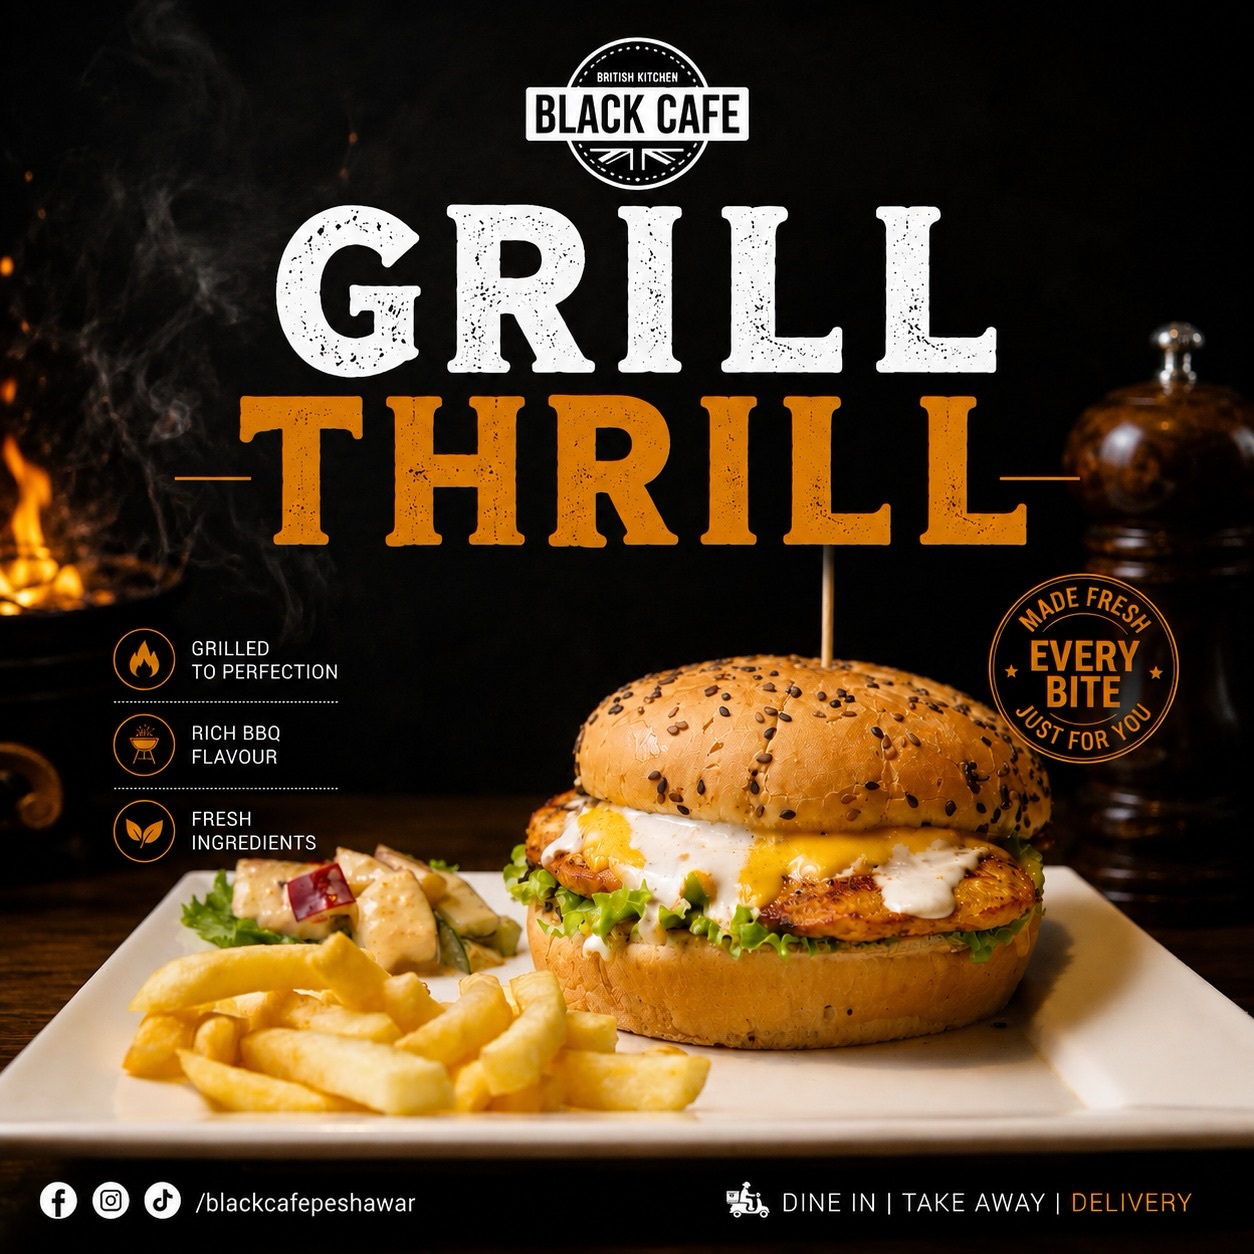 BRITISH KITCHEN
BLACK CAFE
GRILL
THRILL
GRILLED
TO PERFECTION
RICH BBQ
FLAVOUR
FRESH
INGREDIENTS
MADE FRESH
EVERY
BITE
JUST FOR YOU
/blackcafepeshawar
DINE IN | TAKE AWAY | DELIVERY